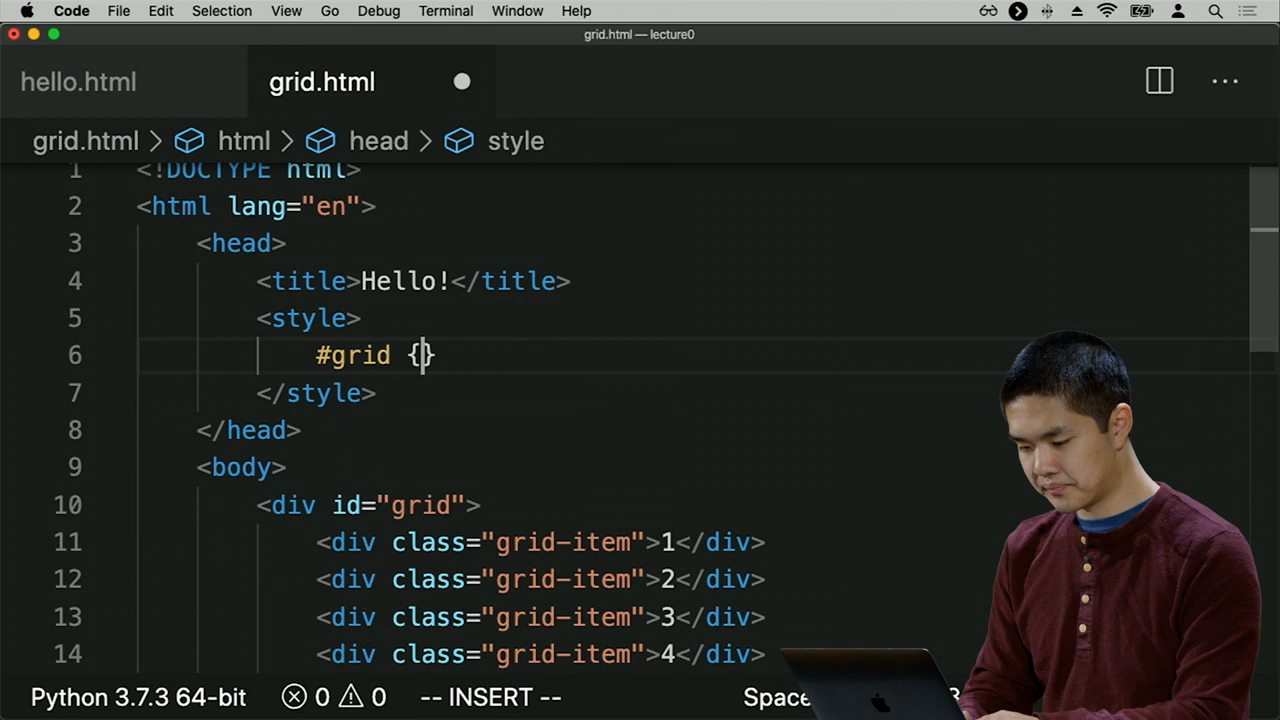 Code File Edit Selection View Go Debug Terminal Window Help
grid.html — lecture0
hello.html grid.html
grid.html > html > head > style
1 <!DOCTYPE html>
2 <html lang="en">
3 <head>
4 <title>Hello!</title>
5 <style>
6 #grid {}
7 </style>
8 </head>
9 <body>
10 <div id="grid">
11 <div class="grid-item">1</div>
12 <div class="grid-item">2</div>
13 <div class="grid-item">3</div>
14 <div class="grid-item">4</div>
Python 3.7.3 64-bit 0 0 -- INSERT --